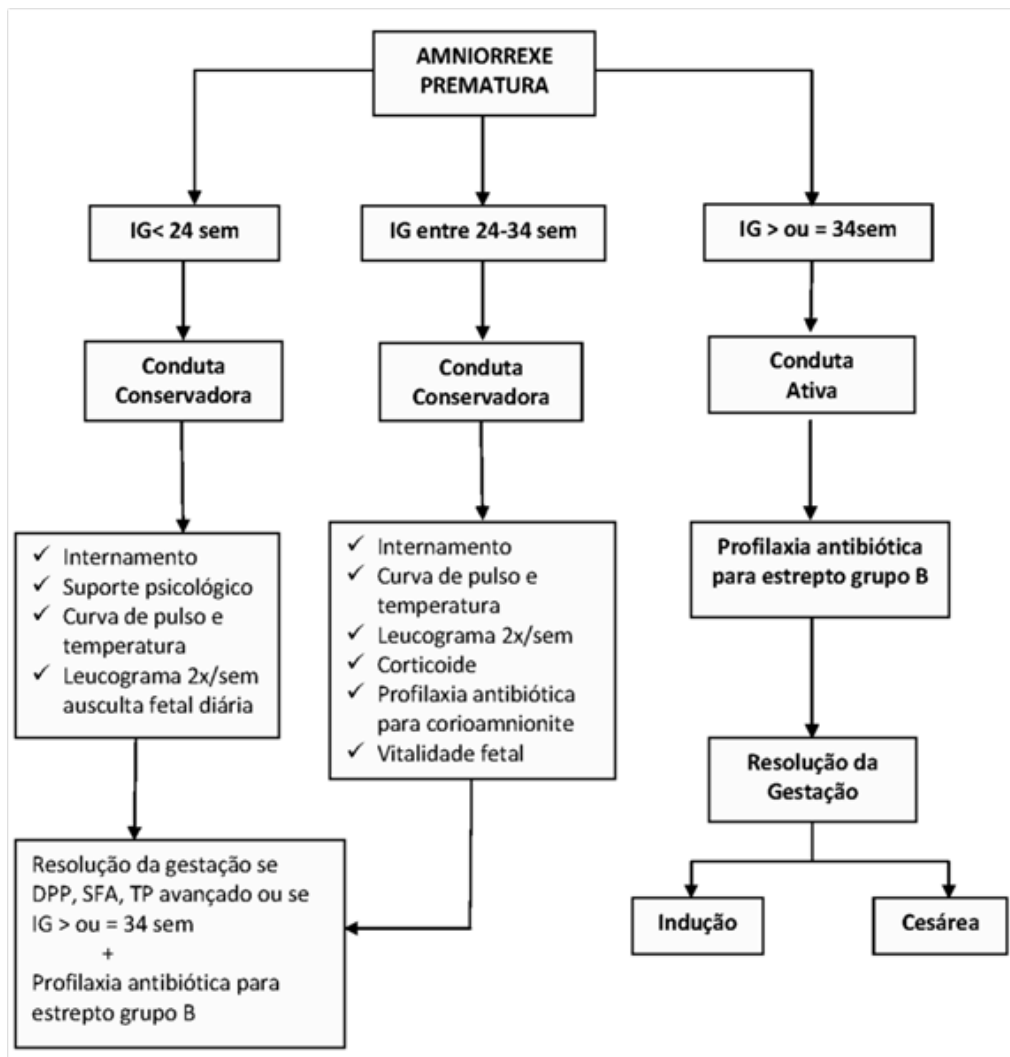 AMNIORREXE
PREMATURA
IG< 24 sem
IG entre 24-34 sem
IG > ou = 34sem
Conduta
Conservadora
Conduta
Conservadora
Conduta
Ativa
✓ Internamento
✓ Suporte psicológico
✓ Curva de pulso e
temperatura
✓ Leucograma 2x/sem
ausculta fetal diária
✓ Internamento
✓ Curva de pulso e
temperatura
✓ Leucograma 2x/sem
✓ Corticoide
✓ Profilaxia antibiótica
para corioamnionite
✓ Vitalidade fetal
Profilaxia antibiótica
para estrepto grupo B
Resolução da
Gestação
Resolução da gestação se
DPP, SFA, TP avançado ou se
IG > ou = 34 sem
+
Profilaxia antibiótica para
estrepto grupo B
Indução
Cesárea